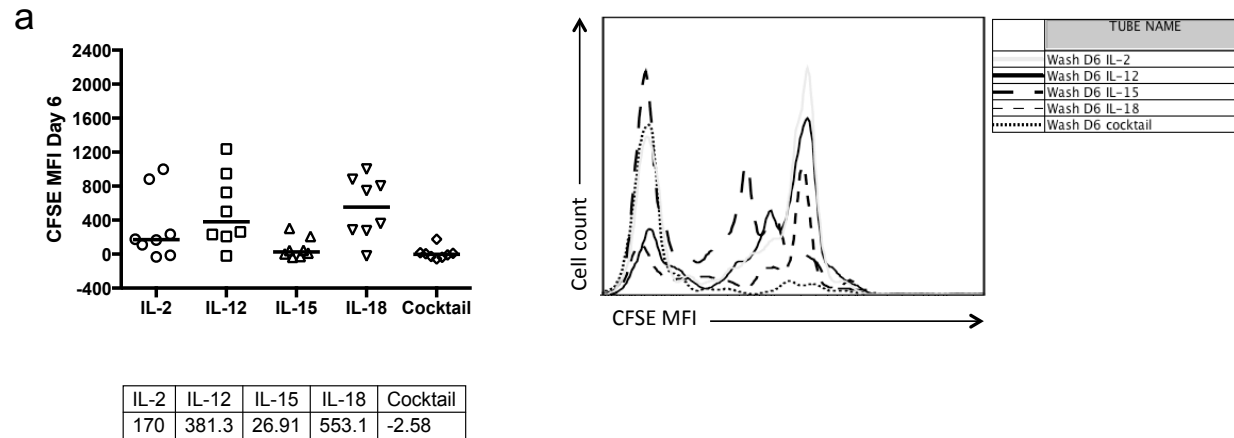 a
CFSE MFI Day 6
2400
2000
1600
1200
800
400
0
-400
IL-2 IL-12 IL-15 IL-18 Cocktail
IL-2 IL-12 IL-15 IL-18 Cocktail
170 381.3 26.91 553.1 -2.58
Cell count
CFSE MFI
TUBE NAME
Wash D6 IL-2
Wash D6 IL-12
Wash D6 IL-15
Wash D6 IL-18
Wash D6 cocktail